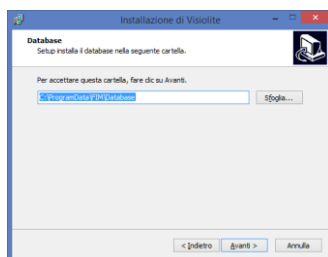 Installazione di Visiolite
Database
Setup installa il database nella seguente cartella.
Per accettare questa cartella, fare clic su Avanti.
C:\ProgramData\FIM\Database
Sfoglia...
< Indietro
Avanti >
Annulla